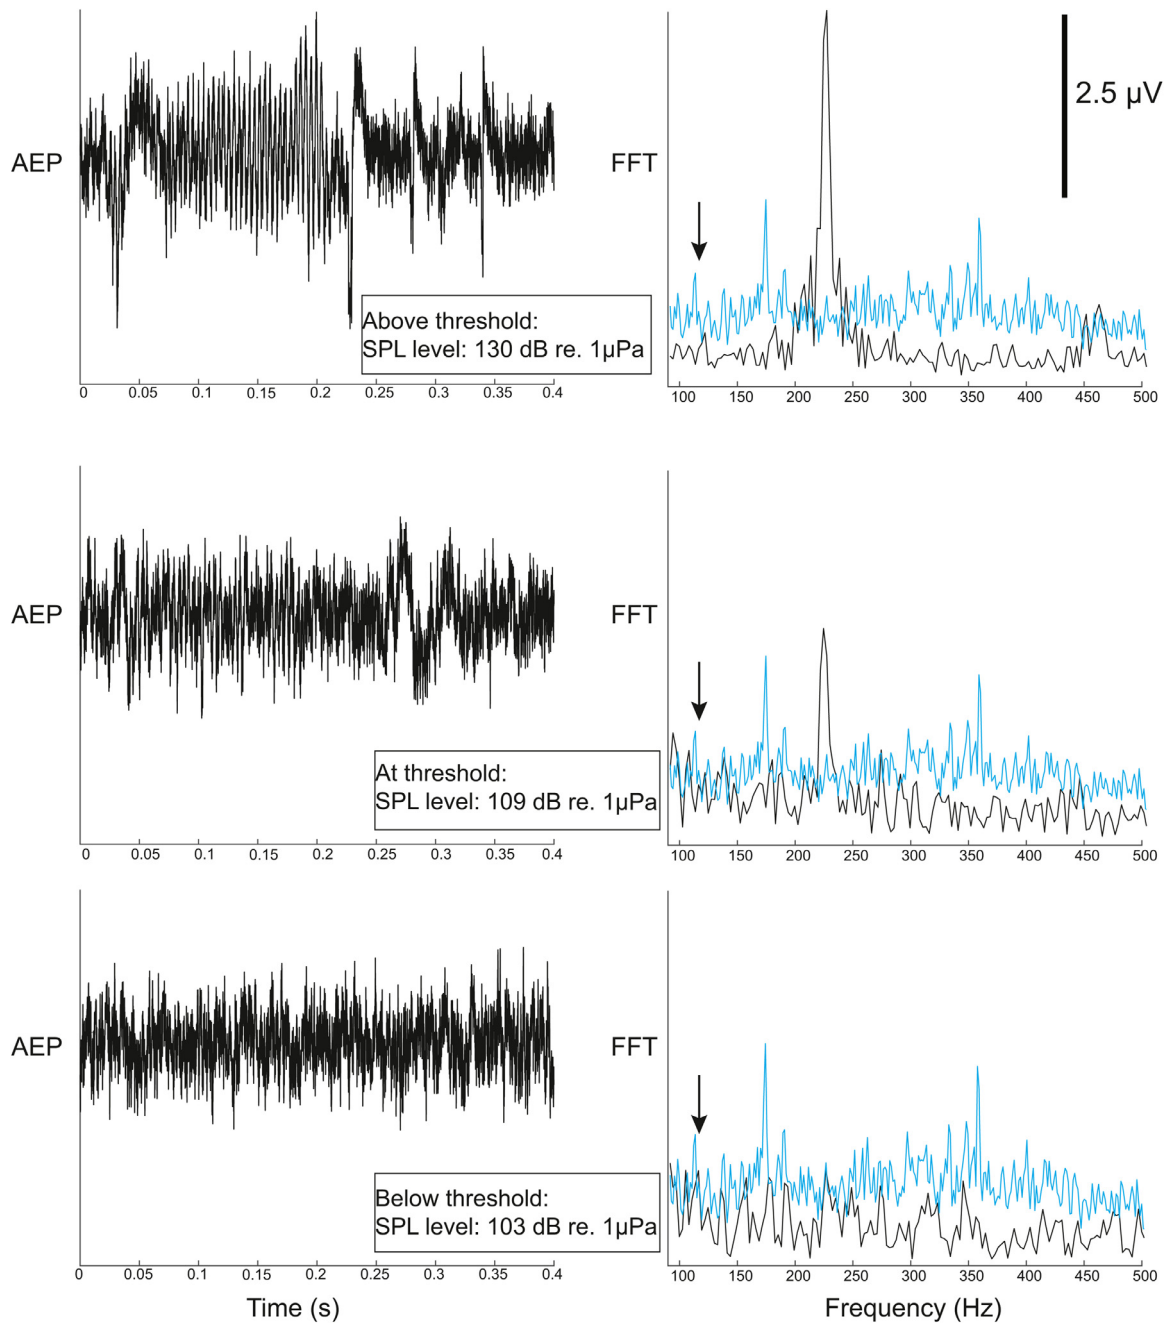 AEP
FFT
2.5 µV
Above threshold:
SPL level: 130 dB re. 1µPa
0 0.05 0.1 0.15 0.2 0.25 0.3 0.35 0.4
100 150 200 250 300 350 400 450 500
AEP
FFT
At threshold:
SPL level: 109 dB re. 1µPa
0 0.05 0.1 0.15 0.2 0.25 0.3 0.35 0.4
100 150 200 250 300 350 400 450 500
AEP
FFT
Below threshold:
SPL level: 103 dB re. 1µPa
0 0.05 0.1 0.15 0.2 0.25 0.3 0.35 0.4
100 150 200 250 300 350 400 450 500
Time (s)
Frequency (Hz)